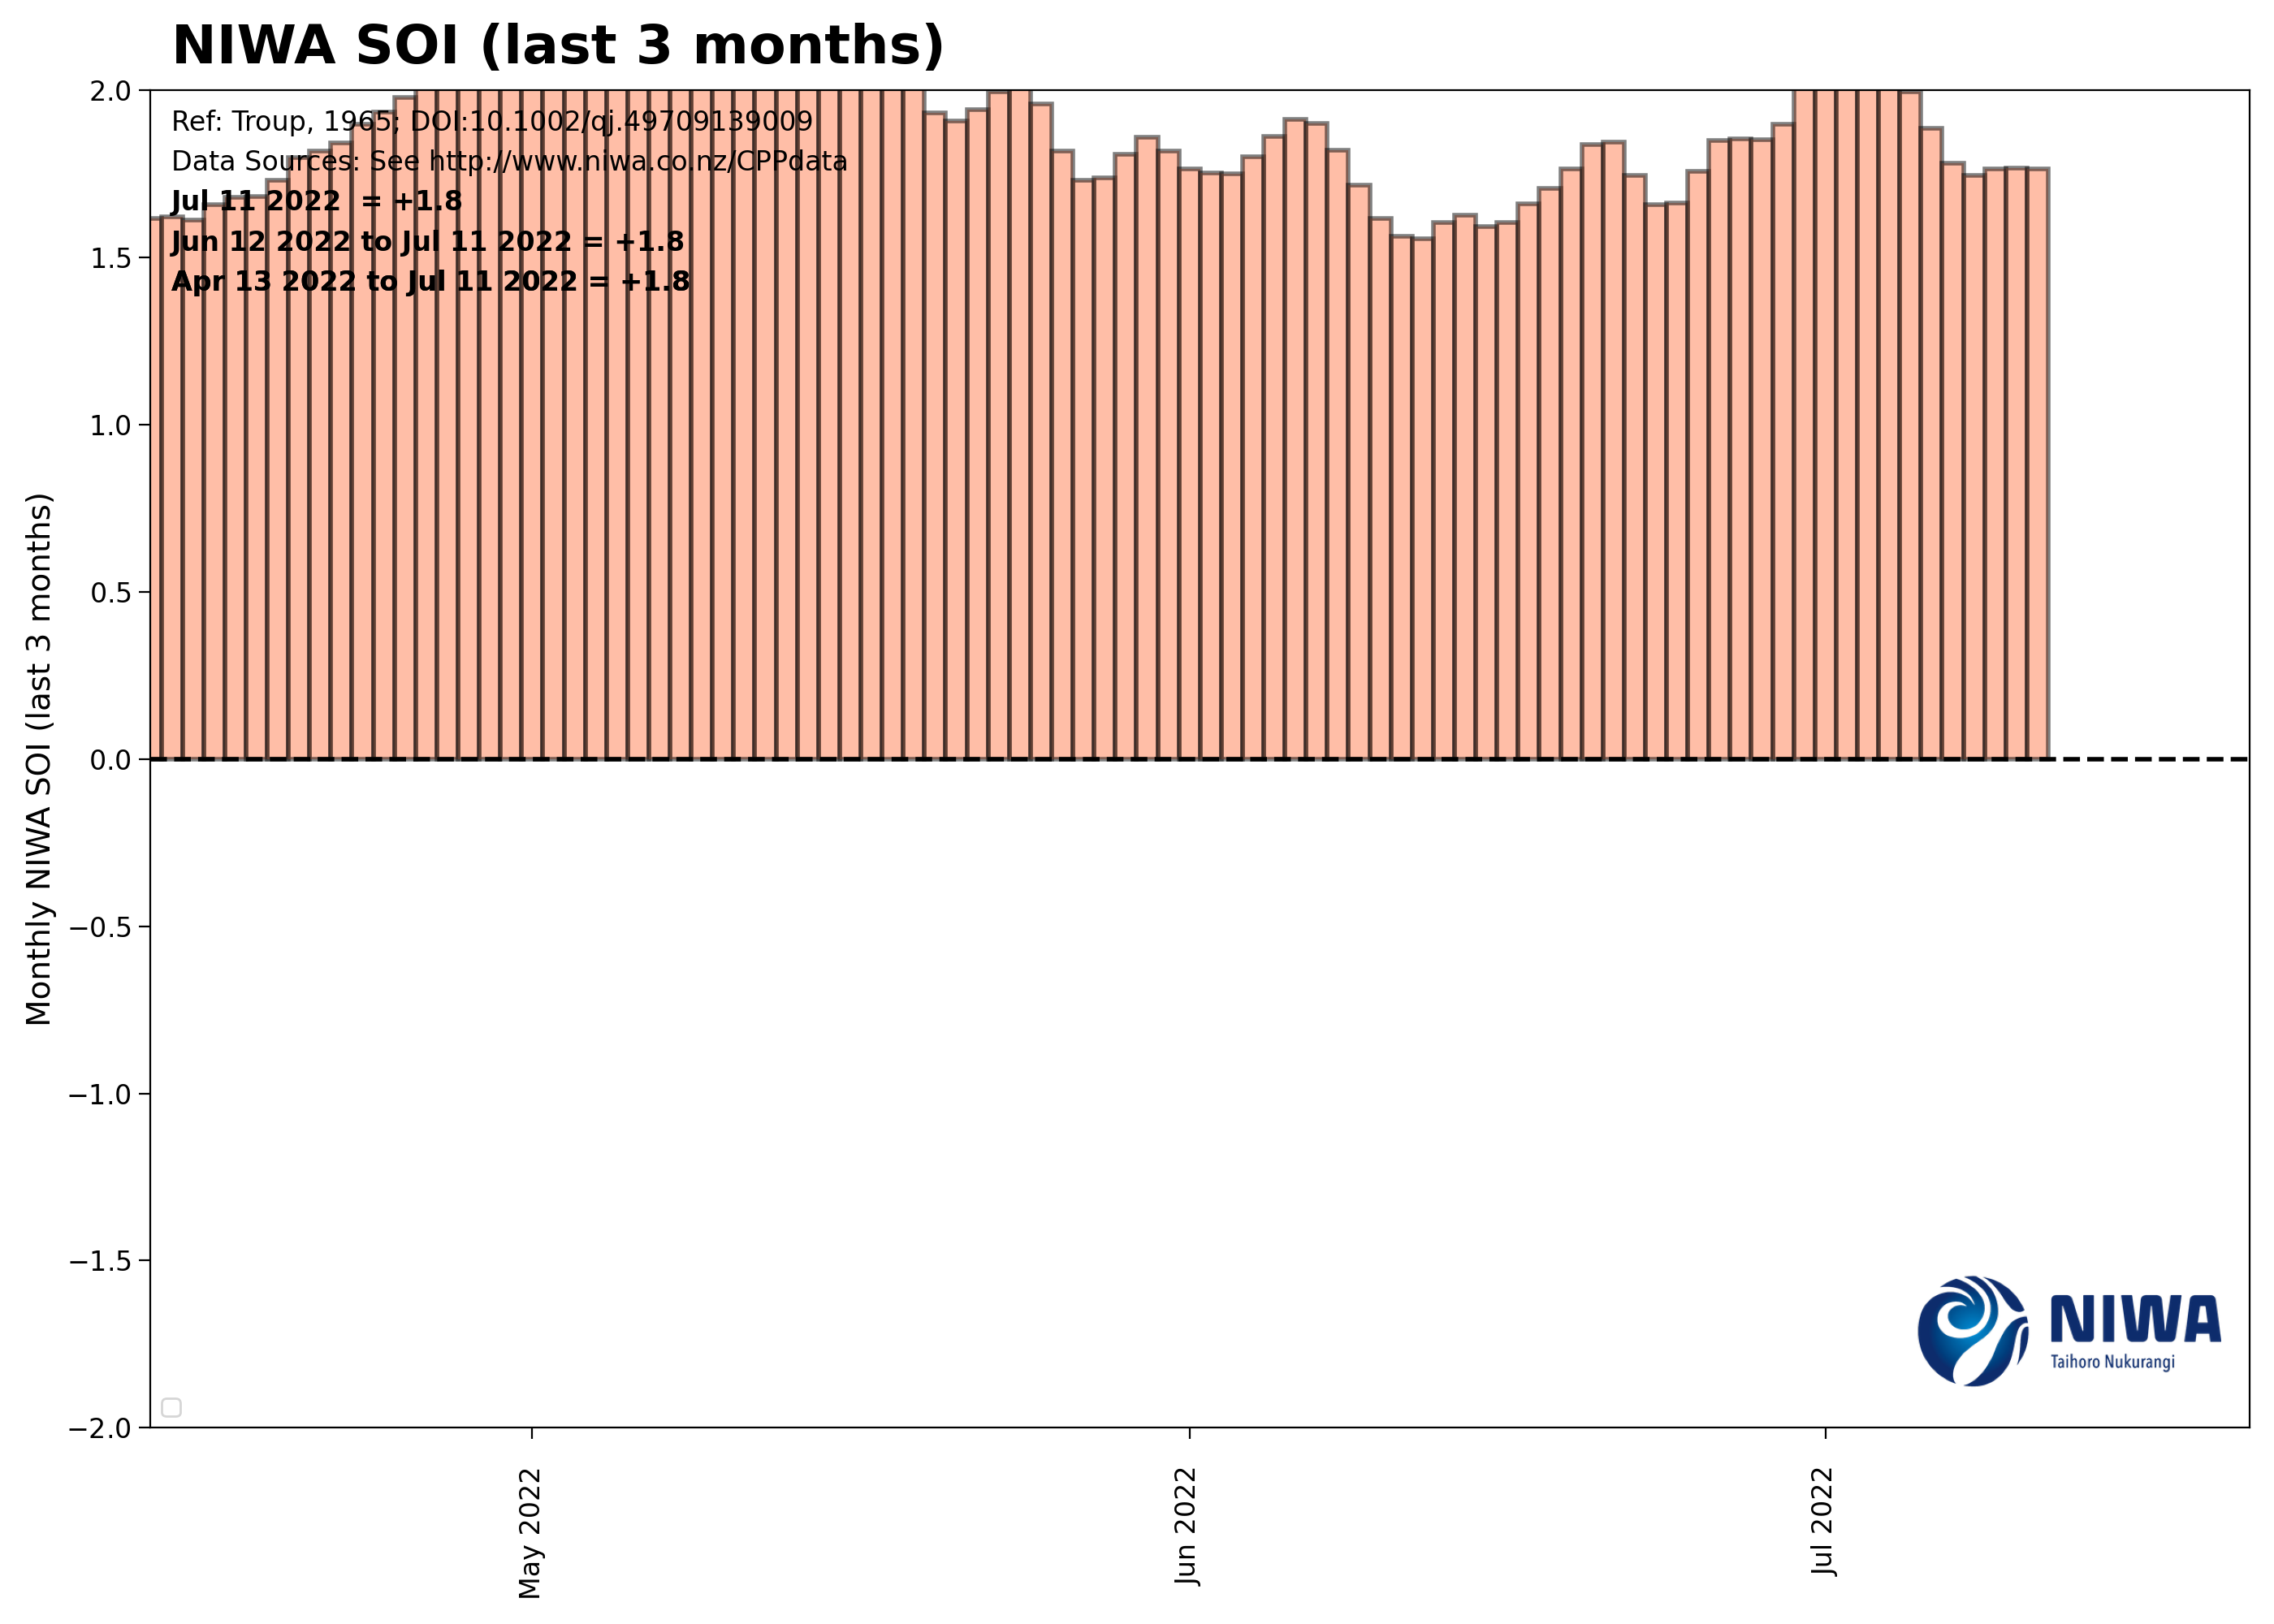 NIWA SOI (last 3 months)
Ref: Troup, 1965; DOI:10.1002/qj.49709139009
Data Sources: See http://www.niwa.co.nz/CPPdata
Jul 11 2022  = +1.8
Jun 12 2022 to Jul 11 2022 = +1.8
Apr 13 2022 to Jul 11 2022 = +1.8
Monthly NIWA SOI (last 3 months)
2.0
1.5
1.0
0.5
0.0
−0.5
−1.0
−1.5
−2.0
May 2022
Jun 2022
Jul 2022
NIWA
Taihoro Nukurangi